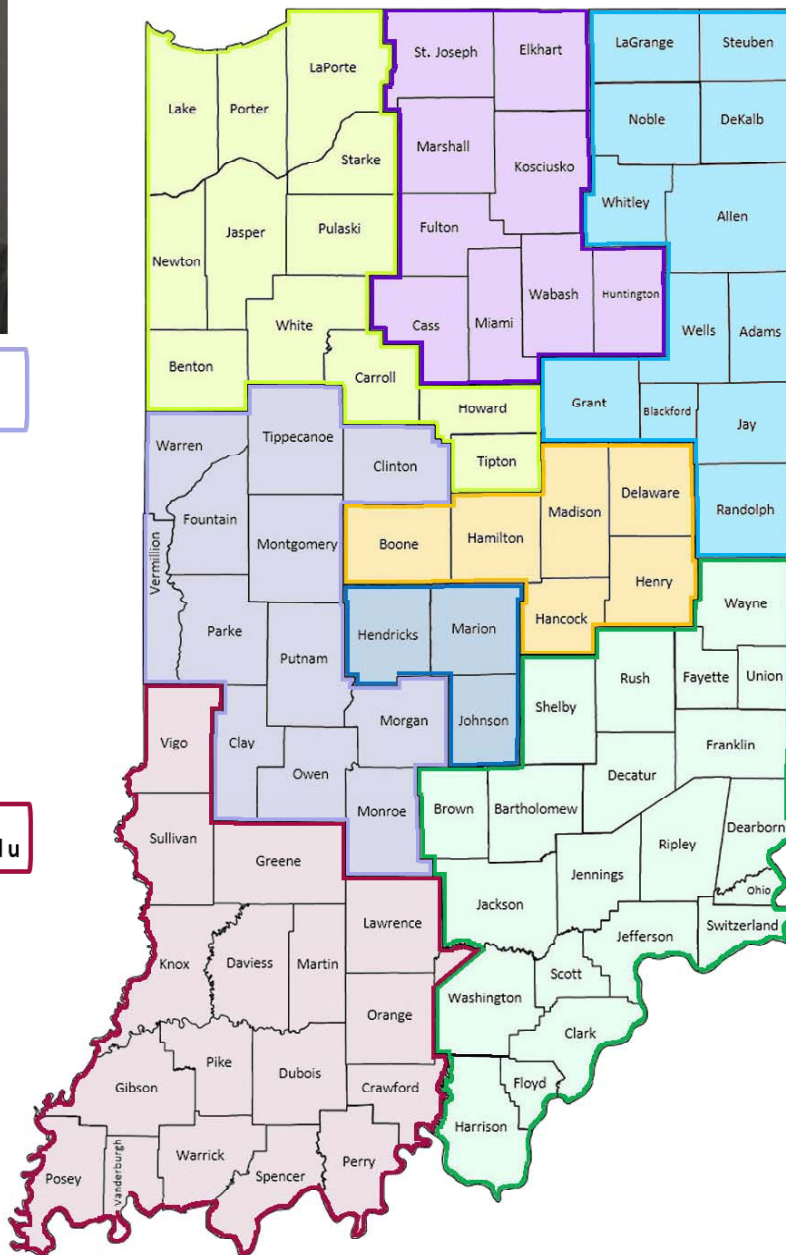 St. Joseph
Elkhart
LaGrange
Steuben
LaPorte
Lake
Porter
Noble
DeKalb
Marshall
Starke
Kosciusko
Whitley
Allen
Jasper
Pulaski
Fulton
Newton
Wabash
Huntington
White
Cass
Miami
Wells
Adams
Benton
Carroll
Grant
Blackford
Howard
Jay
Warren
Tippecanoe
Clinton
Tipton
Madison
Delaware
Randolph
Fountain
Montgomery
Boone
Hamilton
Vermillion
Henry
Wayne
Hancock
Parke
Putnam
Hendricks
Marion
Rush
Fayette
Union
Shelby
Vigo
Clay
Morgan
Johnson
Franklin
Owen
Decatur
Brown
Bartholomew
Monroe
Dearborn
Sullivan
Ripley
l u
Greene
Jennings
Ohio
Jackson
Lawrence
Switzerland
Jefferson
Knox
Daviess
Martin
Scott
Washington
Orange
Clark
Pike
Dubois
Floyd
Gibson
Crawford
Harrison
Vanderburgh
Warrick
Perry
Posey
Spencer